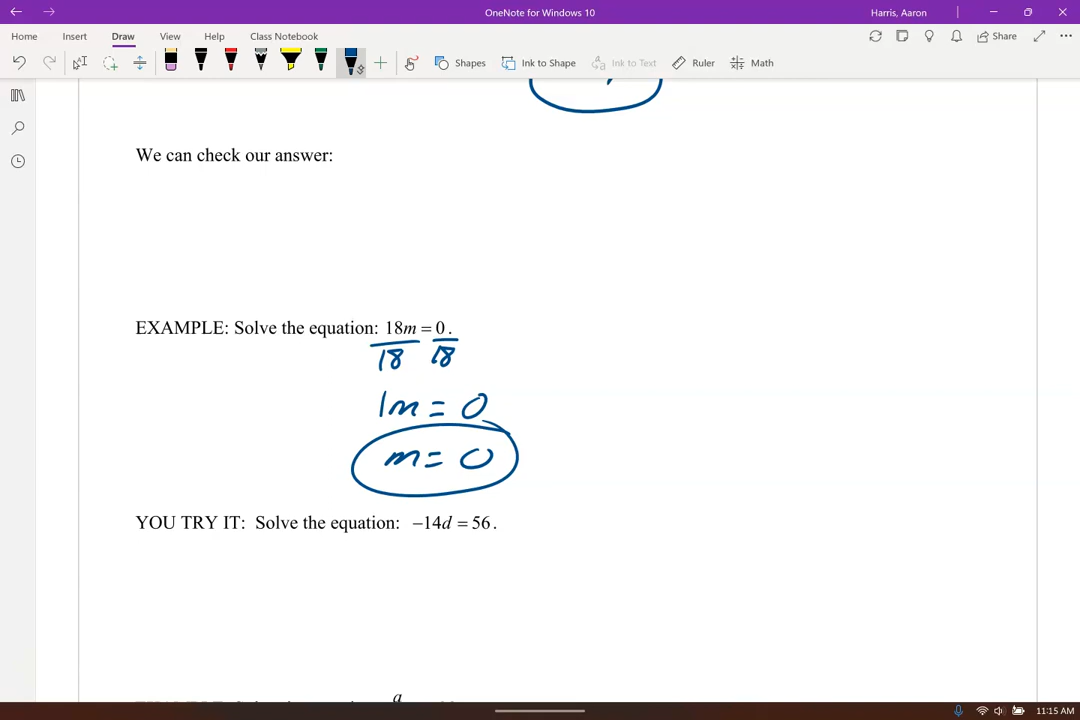 OneNote for Windows 10
Harris, Aaron
Home Insert Draw View Help Class Notebook
Share
Shapes Ink to Shape Ink to Text Ruler Math
We can check our answer:
EXAMPLE: Solve the equation: 18m = 0.
18 18
1m = 0
m = 0
YOU TRY IT: Solve the equation: −14d = 56.
a
11:15 AM